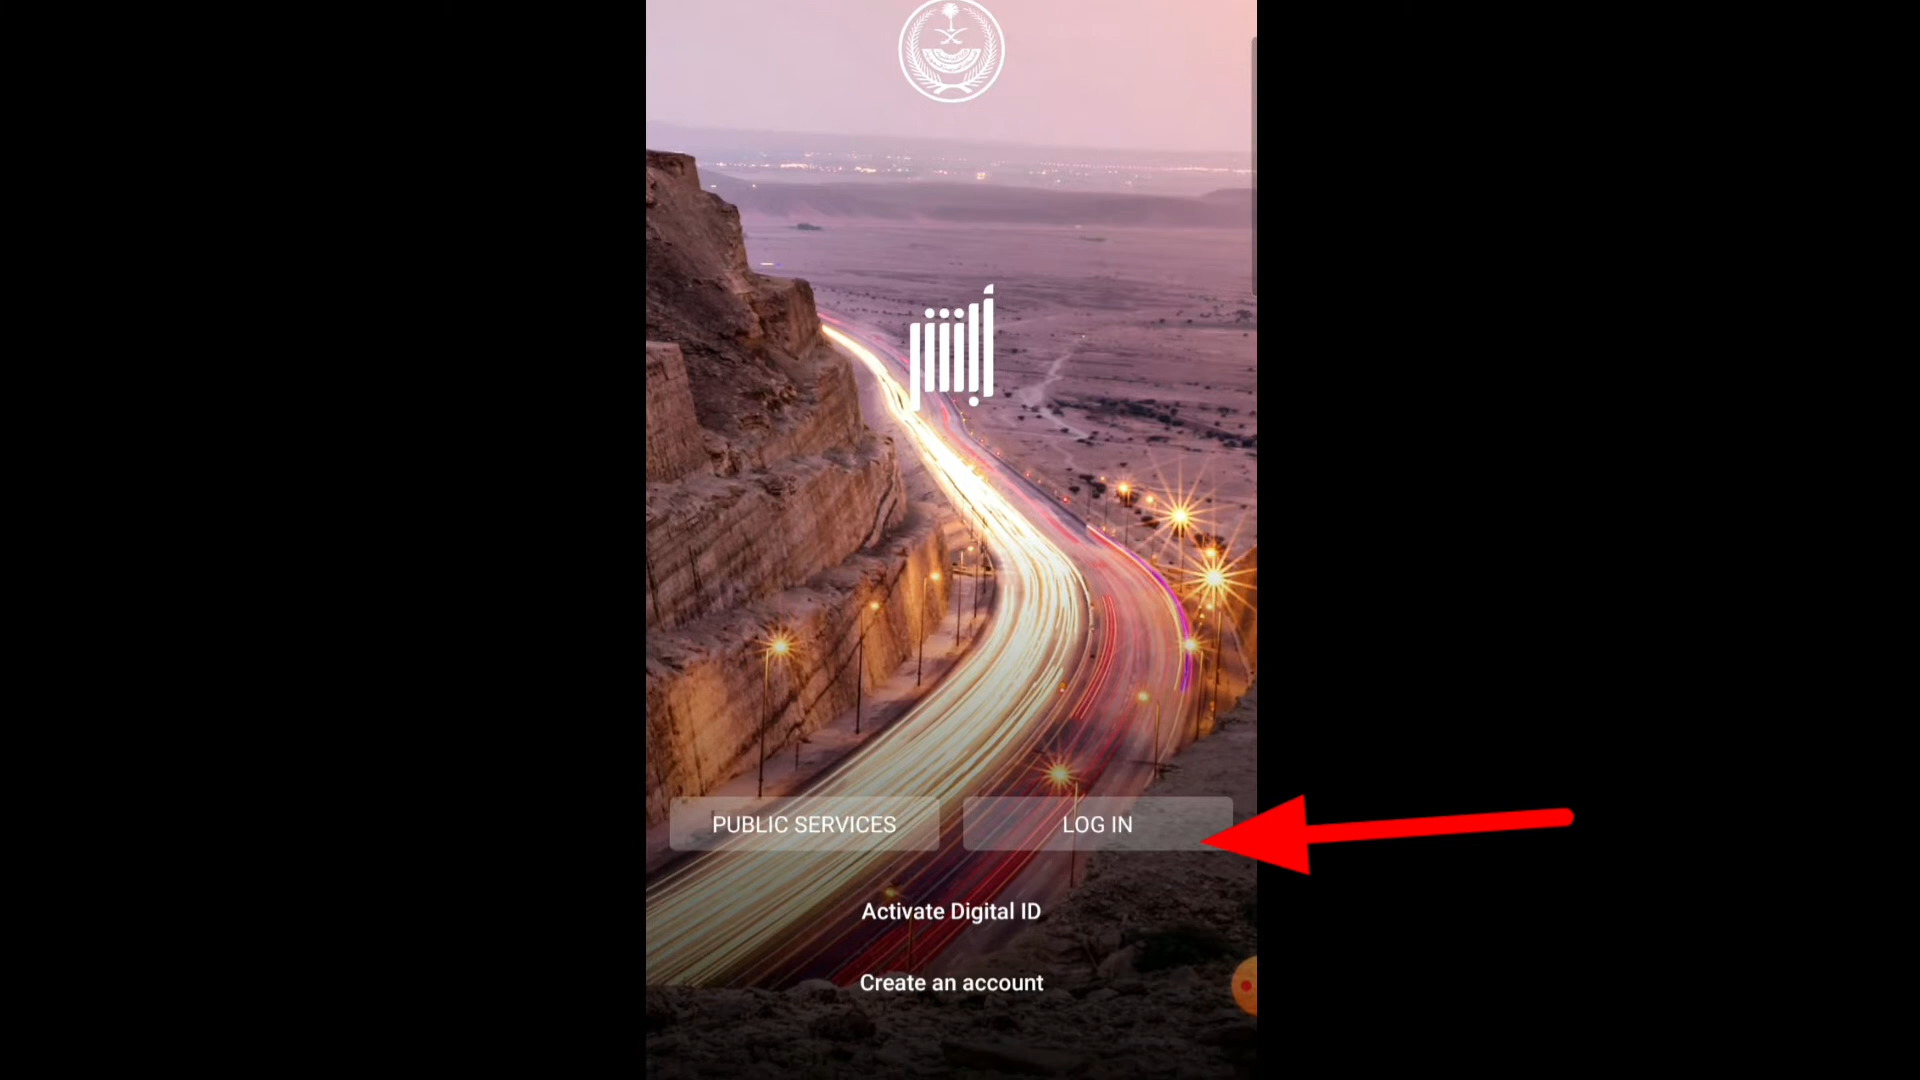 أبشر
PUBLIC SERVICES
LOG IN
Activate Digital ID
Create an account